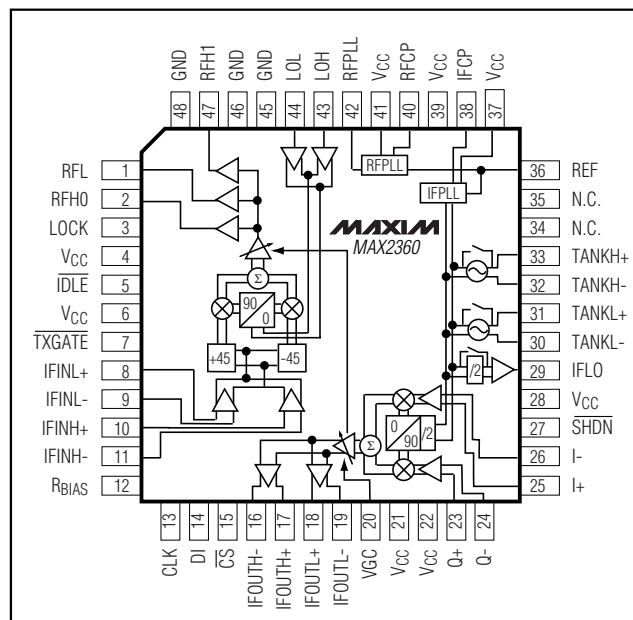 48 GND
47 RFH1
46 GND
45 GND
44 LOL
43 LOH
42 RFPLL
41 VCC
40 RFCP
39 VCC
38 IFCP
37 VCC
RFL 1
RFH0 2
LOCK 3
VCC 4
IDLE 5
VCC 6
TXGATE 7
IFINL+ 8
IFINL- 9
IFINH+ 10
IFINH- 11
RBIAS 12
RFPLL
IFPLL
MAXIM
MAX2360
Σ
90
0
+45
-45
/2
0
90
/2
Σ
36 REF
35 N.C.
34 N.C.
33 TANKH+
32 TANKH-
31 TANKL+
30 TANKL-
29 IFLO
28 VCC
27 SHDN
26 I-
25 I+
13 CLK
14 DI
15 CS
16 IFOUTH-
17 IFOUTH+
18 IFOUTL+
19 IFOUTL-
20 VGC
21 VCC
22 VCC
23 Q+
24 Q-